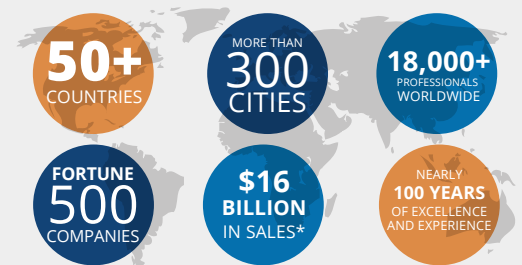 50+
COUNTRIES
MORE THAN
300
CITIES
18,000+
PROFESSIONALS
WORLDWIDE
FORTUNE
500
COMPANIES
$16
BILLION
IN SALES*
NEARLY
100 YEARS
OF EXCELLENCE
AND EXPERIENCE